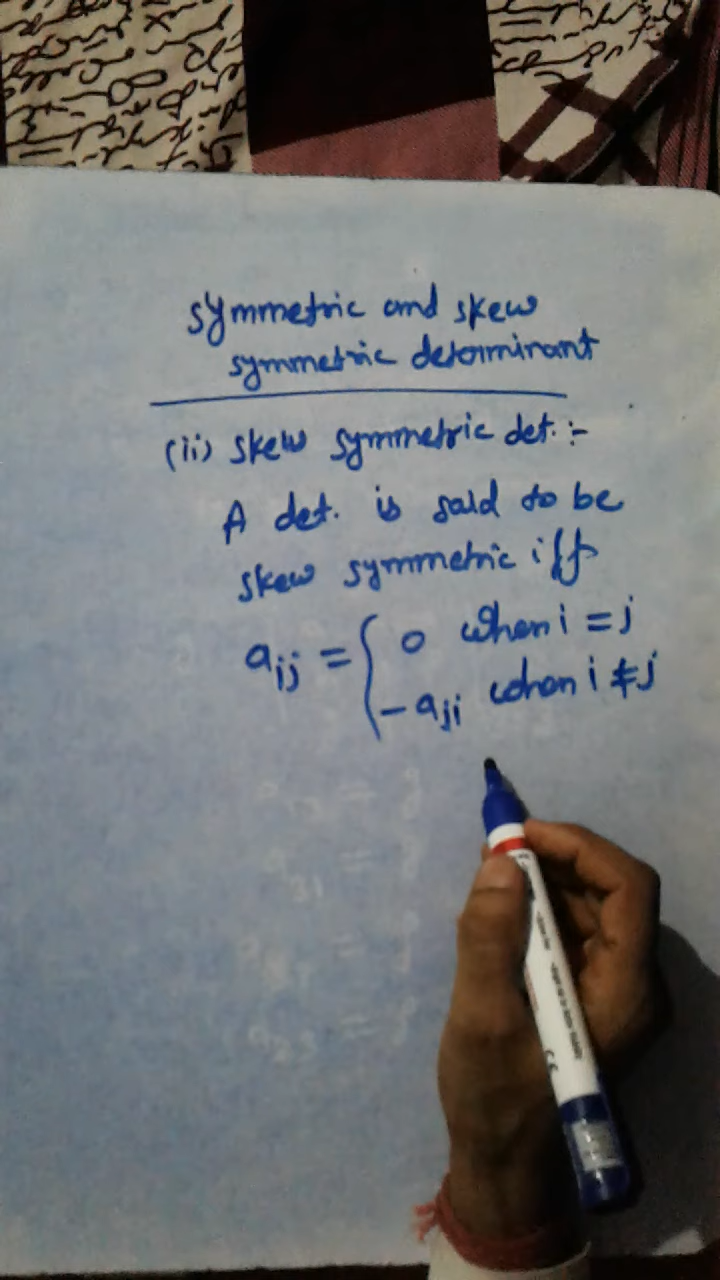 symmetric and skew
symmetric determinant
(ii) skew symmetric det. :-
A det. is said to be
skew symmetric iff
aij = { 0 when i = j
-aji when i ≠ j